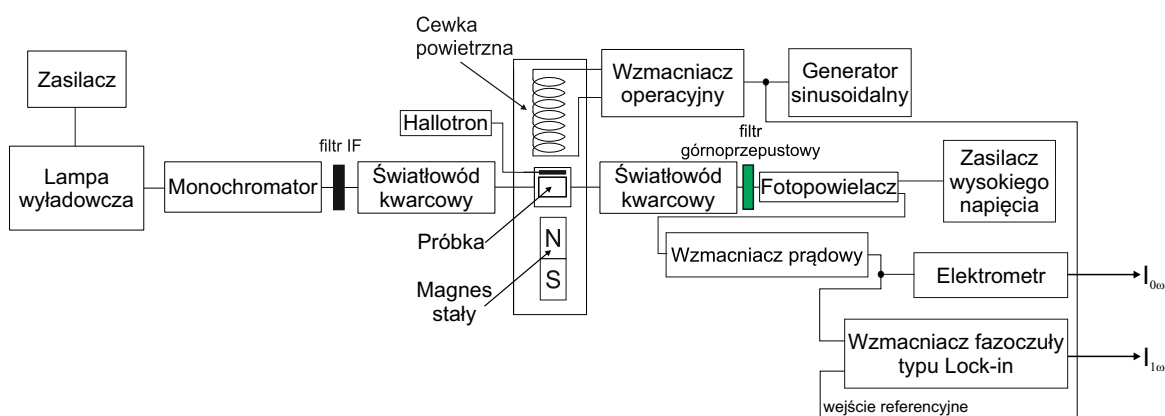 Cewka
powietrzna
Zasilacz
Wzmacniacz
operacyjny
Generator
sinusoidalny
Hallotron
filtr IF
filtr
górnoprzepustowy
Lampa
wyładowcza
Monochromator
Światłowód
kwarcowy
Światłowód
kwarcowy
Fotopowielacz
Zasilacz
wysokiego
napięcia
Próbka
N
S
Magnes
stały
Wzmacniacz prądowy
Elektrometr
I₀ω
Wzmacniacz fazoczuły
typu Lock-in
I₁ω
wejście referencyjne